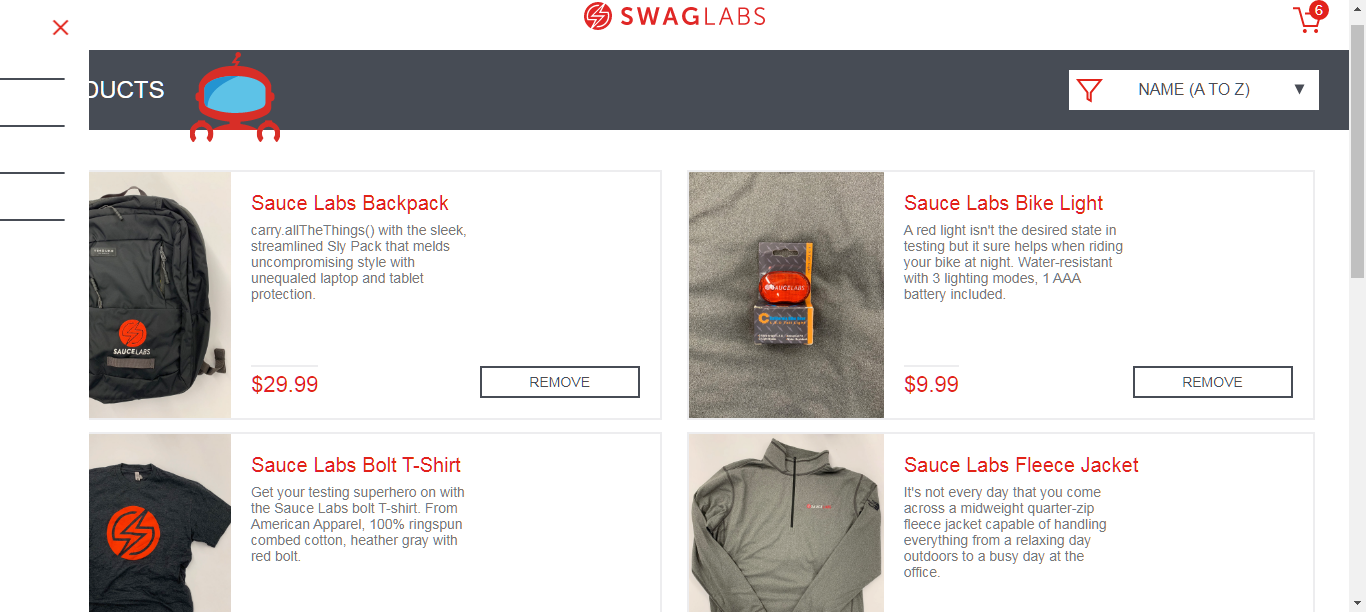 SWAGLABS
6
DUCTS
NAME (A TO Z)
Sauce Labs Backpack
carry.allTheThings() with the sleek,
streamlined Sly Pack that melds
uncompromising style with
unequaled laptop and tablet
protection.
SAUCELABS
$29.99
REMOVE
Sauce Labs Bike Light
A red light isn't the desired state in
testing but it sure helps when riding
your bike at night. Water-resistant
with 3 lighting modes, 1 AAA
battery included.
SAUCELABS
$9.99
REMOVE
Sauce Labs Bolt T-Shirt
Get your testing superhero on with
the Sauce Labs bolt T-shirt. From
American Apparel, 100% ringspun
combed cotton, heather gray with
red bolt.
Sauce Labs Fleece Jacket
It's not every day that you come
across a midweight quarter-zip
fleece jacket capable of handling
everything from a relaxing day
outdoors to a busy day at the
office.